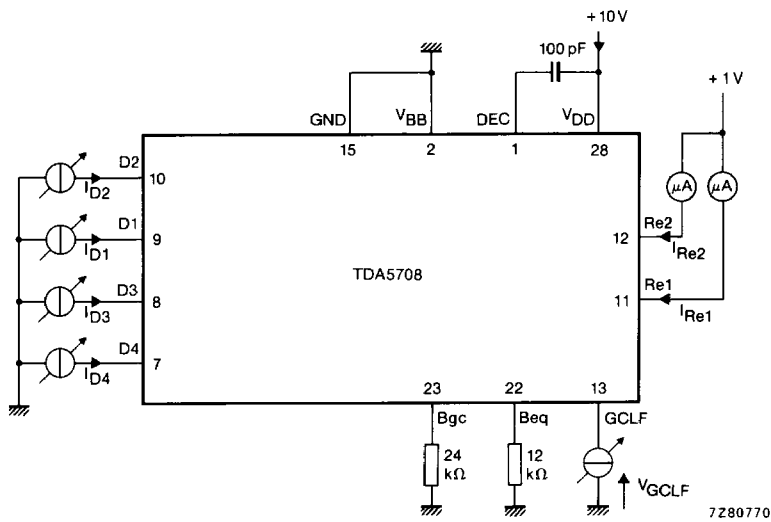 +10V
100 pF
+1V
GND
VBB
DEC
VDD
15
2
1
28
D2
10
ID2
D1
9
ID1
D3
8
ID3
D4
7
ID4
TDA5708
μA
μA
12
Re2
IRe2
11
Re1
IRe1
23
22
13
Bgc
Beq
GCLF
24
kΩ
12
kΩ
VGCLF
7Z80770